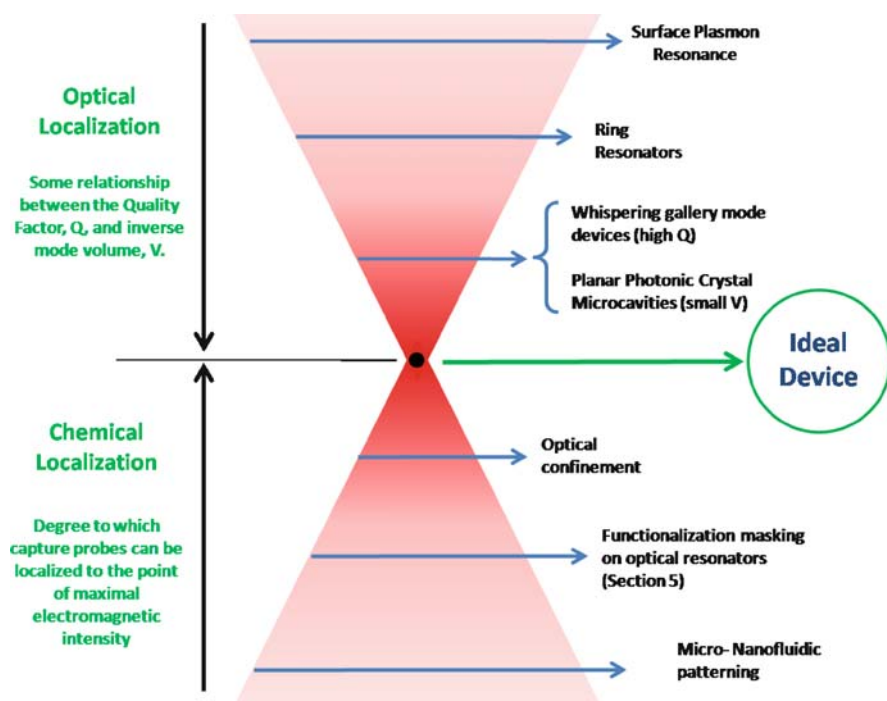 Surface Plasmon
Resonance
Optical
Localization
Ring
Resonators
Some relationship
between the Quality
Factor, Q, and inverse
mode volume, V.
Whispering gallery mode
devices (high Q)
Planar Photonic Crystal
Microcavities (small V)
Ideal
Device
Chemical
Localization
Optical
confinement
Degree to which
capture probes can be
localized to the point
of maximal
electromagnetic
intensity
Functionalization masking
on optical resonators
(Section 5)
Micro- Nanofluidic
patterning